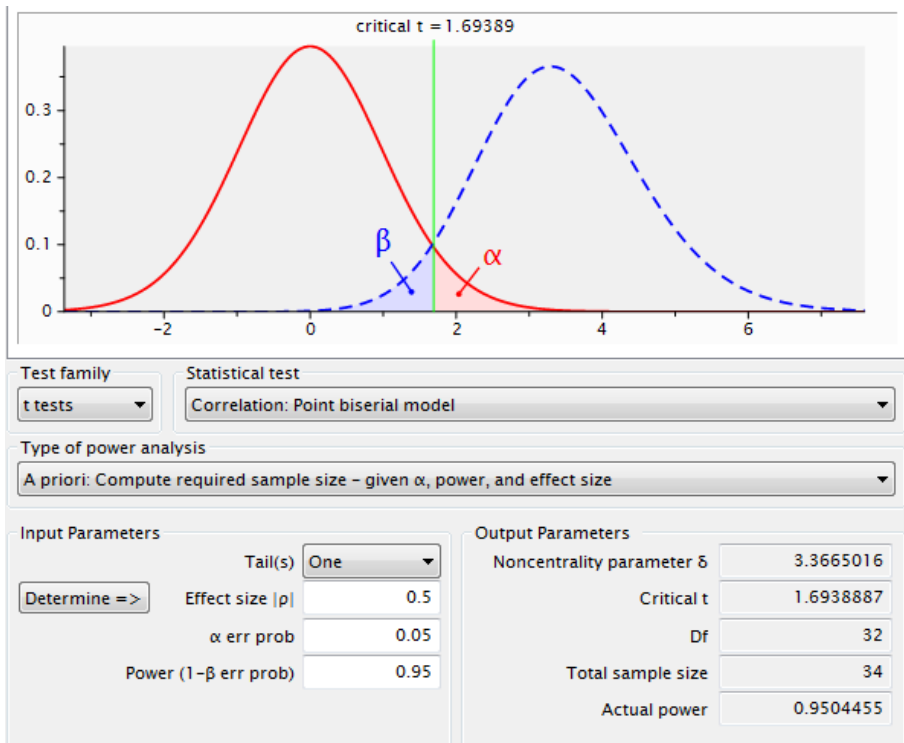 critical t = 1.69389
0.3
0.2
β
0.1
α
0
-2 0 2 4 6
Test family Statistical test
t tests Correlation: Point biserial model
Type of power analysis
A priori: Compute required sample size – given α, power, and effect size
Input Parameters Output Parameters
Tail(s) One Noncentrality parameter δ 3.3665016
Determine => Effect size |ρ| 0.5 Critical t 1.6938887
α err prob 0.05 Df 32
Power (1-β err prob) 0.95 Total sample size 34
Actual power 0.9504455